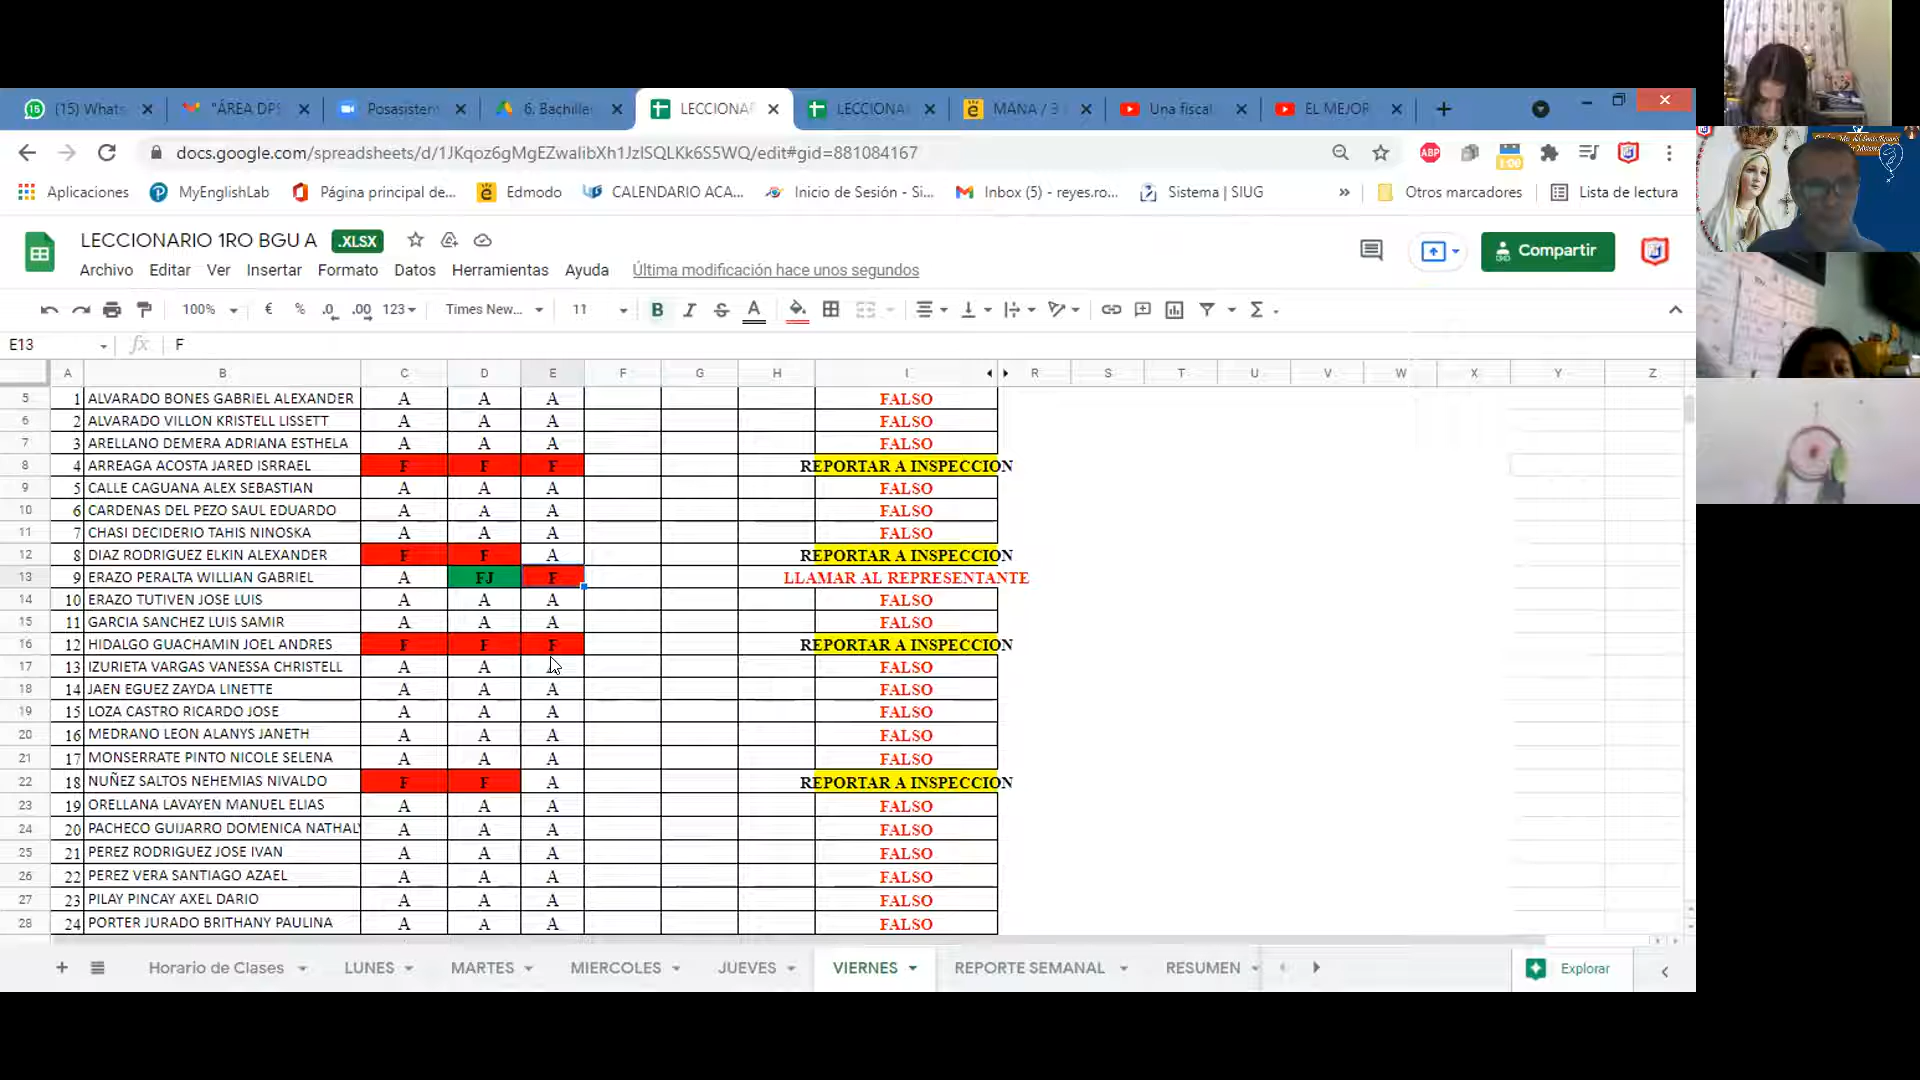 (15) Whats
"ÁREA DPS
Posasisten
6. Bachille
LECCIONA
LECCIONA
MANA / 3
Una fiscal
EL MEJOR
docs.google.com/spreadsheets/d/1JKqoz6gMgEZwaIibXh1JzISQLKk6S5WQ/edit#gid=881084167
ABP
1:00
Aplicaciones
MyEnglishLab
Página principal de...
Edmodo
CALENDARIO ACA...
Inicio de Sesión - Si...
Inbox (5) - reyes.ro...
Sistema | SIUG
»
Otros marcadores
Lista de lectura
LECCIONARIO 1RO BGU A .XLSX
Compartir
Archivo Editar Ver Insertar Formato Datos Herramientas Ayuda Última modificación hace unos segundos
100% € % .0 .00 123 Times New... 11 B I S A
E13 fx F
A B C D E F G H I R S T U V W X Y Z
5 1 ALVARADO BONES GABRIEL ALEXANDER A A A FALSO
6 2 ALVARADO VILLON KRISTELL LISSETT A A A FALSO
7 3 ARELLANO DEMERA ADRIANA ESTHELA A A A FALSO
8 4 ARREAGA ACOSTA JARED ISRRAEL F F F REPORTAR A INSPECCION
9 5 CALLE CAGUANA ALEX SEBASTIAN A A A FALSO
10 6 CARDENAS DEL PEZO SAUL EDUARDO A A A FALSO
11 7 CHASI DECIDERIO TAHIS NINOSKA A A A FALSO
12 8 DIAZ RODRIGUEZ ELKIN ALEXANDER F F A REPORTAR A INSPECCION
13 9 ERAZO PERALTA WILLIAN GABRIEL A FJ F LLAMAR AL REPRESENTANTE
14 10 ERAZO TUTIVEN JOSE LUIS A A A FALSO
15 11 GARCIA SANCHEZ LUIS SAMIR A A A FALSO
16 12 HIDALGO GUACHAMIN JOEL ANDRES F F F REPORTAR A INSPECCION
17 13 IZURIETA VARGAS VANESSA CHRISTELL A A A FALSO
18 14 JAEN EGUEZ ZAYDA LINETTE A A A FALSO
19 15 LOZA CASTRO RICARDO JOSE A A A FALSO
20 16 MEDRANO LEON ALANYS JANETH A A A FALSO
21 17 MONSERRATE PINTO NICOLE SELENA A A A FALSO
22 18 NUÑEZ SALTOS NEHEMIAS NIVALDO F F A REPORTAR A INSPECCION
23 19 ORELLANA LAVAYEN MANUEL ELIAS A A A FALSO
24 20 PACHECO GUIJARRO DOMENICA NATHALY A A A FALSO
25 21 PEREZ RODRIGUEZ JOSE IVAN A A A FALSO
26 22 PEREZ VERA SANTIAGO AZAEL A A A FALSO
27 23 PILAY PINCAY AXEL DARIO A A A FALSO
28 24 PORTER JURADO BRITHANY PAULINA A A A FALSO
Horario de Clases LUNES MARTES MIERCOLES JUEVES VIERNES REPORTE SEMANAL RESUMEN Explorar